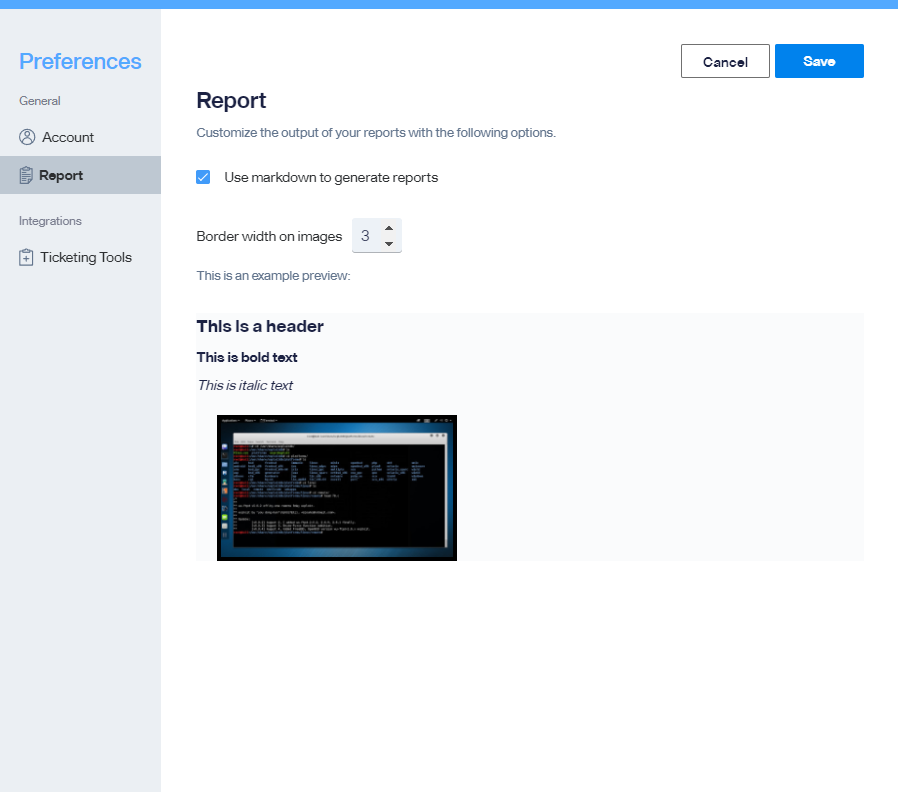 Preferences
General
Account
Report
Integrations
Ticketing Tools
Cancel
Save
Report
Customize the output of your reports with the following options.
Use markdown to generate reports
Border width on images 3
This is an example preview:
This is a header
This is bold text
This is italic text